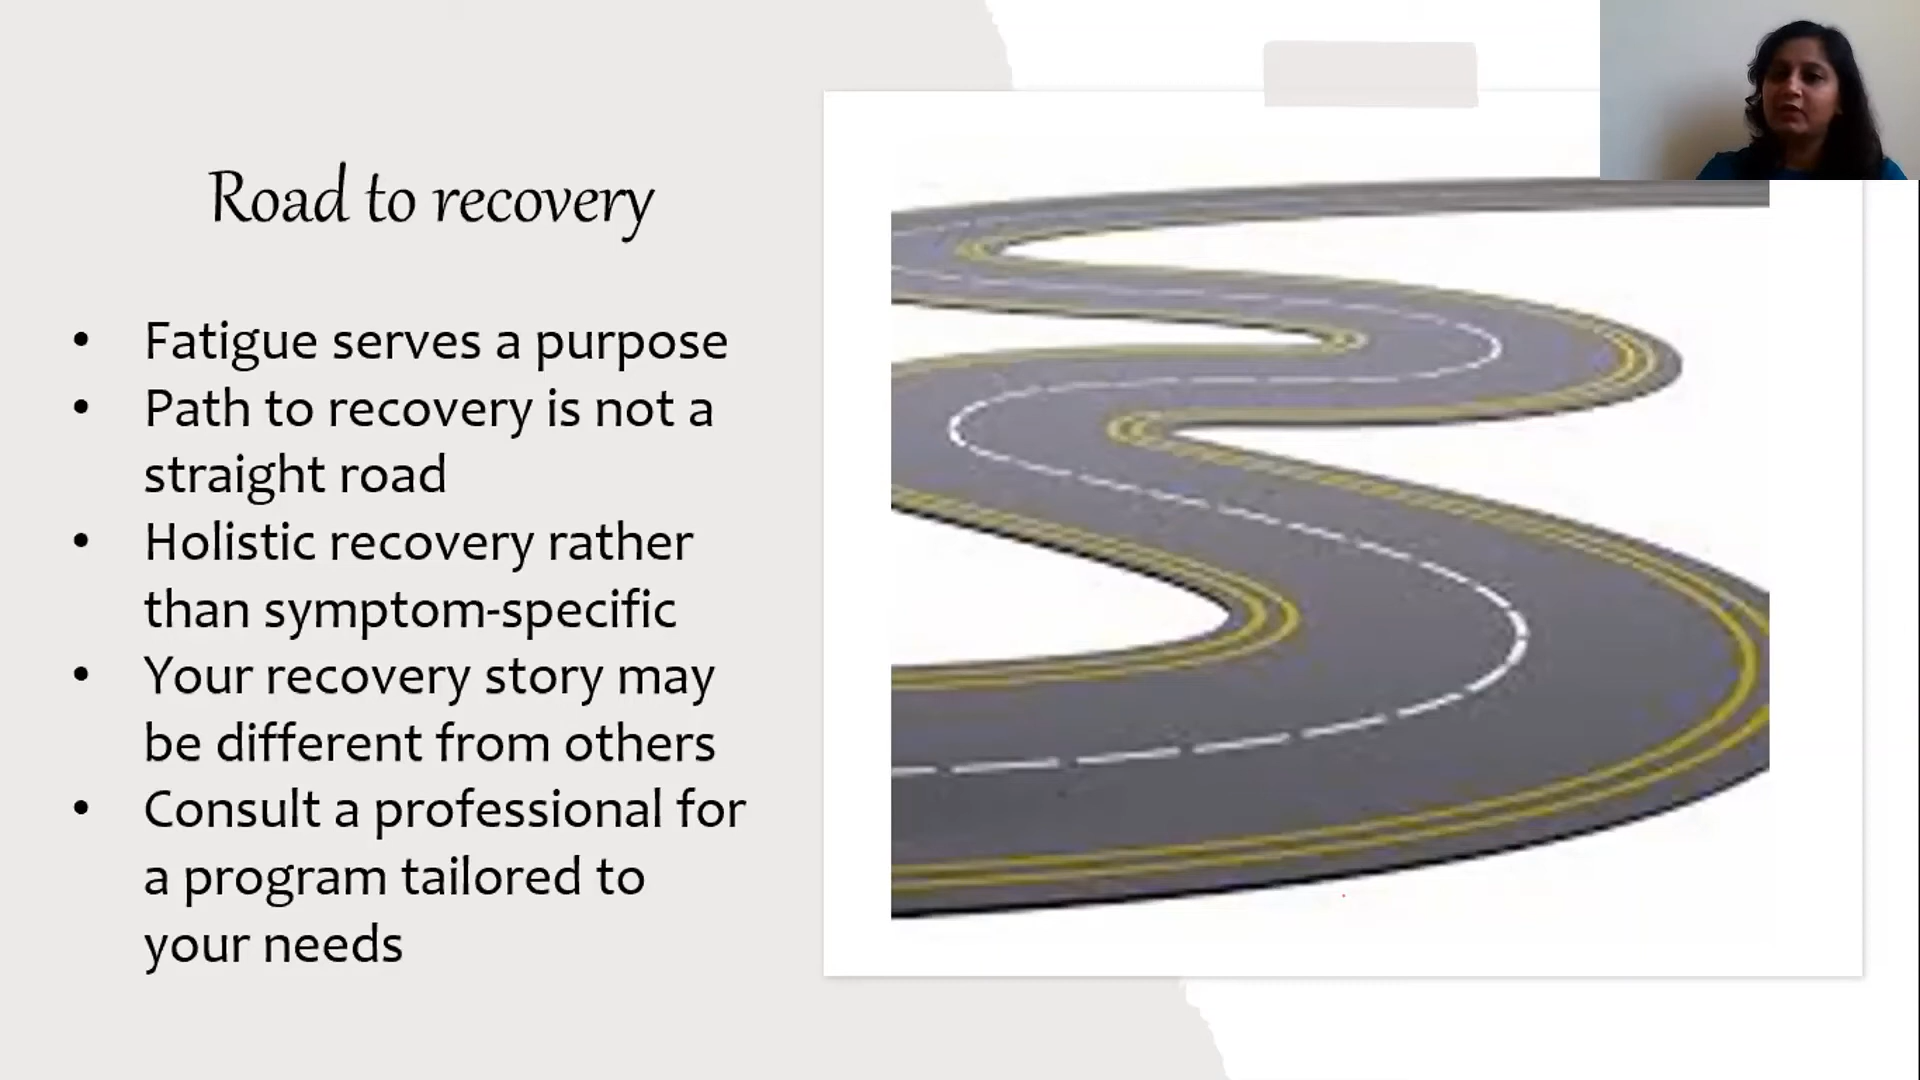 Road to recovery
• Fatigue serves a purpose
• Path to recovery is not a
straight road
• Holistic recovery rather
than symptom-specific
• Your recovery story may
be different from others
• Consult a professional for
a program tailored to
your needs